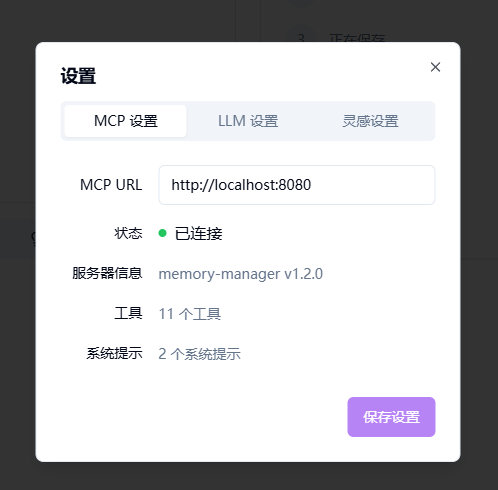 3 正在保存
设置
MCP 设置 LLM 设置 灵感设置
MCP URL http://localhost:8080
状态 已连接
服务器信息 memory-manager v1.2.0
工具 11 个工具
系统提示 2 个系统提示
保存设置